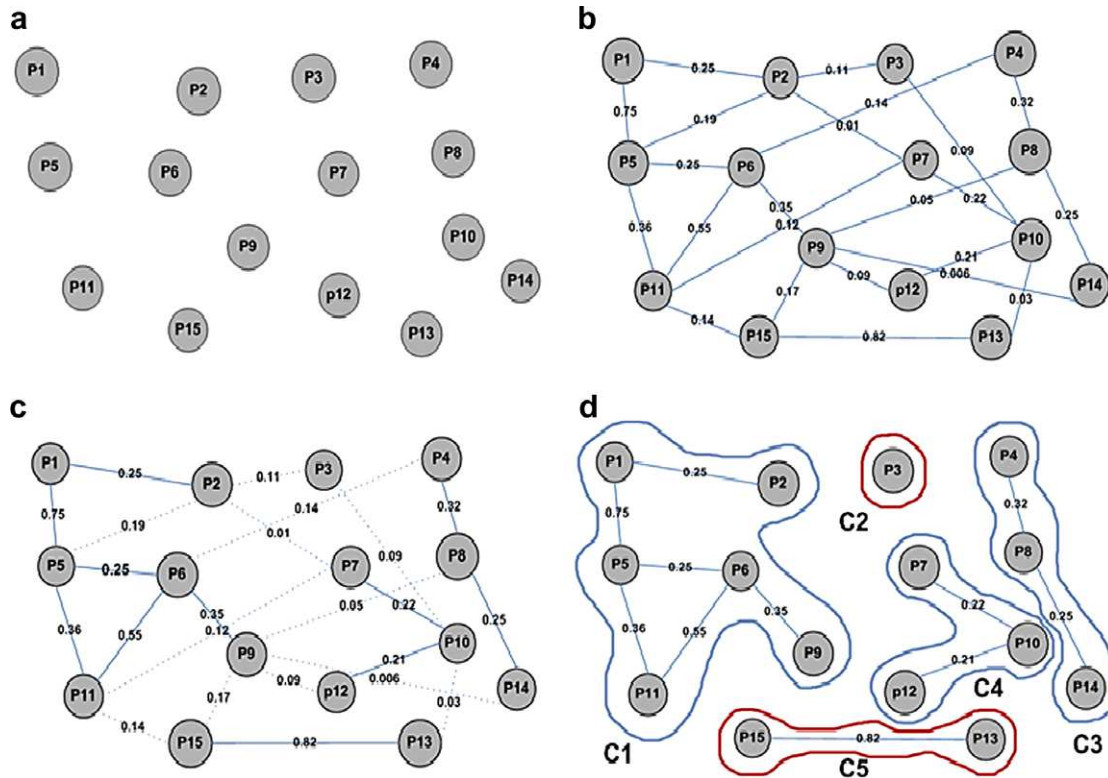 a
P1
P2
P3
P4
P5
P6
P7
P8
P9
P10
P11
p12
P14
P15
P13
b
P1
0.25
P2
0.11
P3
P4
0.75
0.19
0.14
0.32
0.01
P5
0.25
P6
P7
0.09
P8
0.35
0.05
0.22
0.25
0.36
0.55
0.12
P9
P10
0.21
0.09
0.006
P11
p12
P14
0.17
0.03
0.14
P15
0.82
P13
c
P1
0.25
P2
0.11
P3
P4
0.75
0.19
0.14
0.32
0.01
P5
0.25
P6
P7
0.09
P8
0.35
0.05
0.22
0.25
0.36
0.55
0.12
P9
P10
0.21
0.09
0.006
P11
p12
P14
0.17
0.03
0.14
P15
0.82
P13
d
P1
0.25
P2
P3
P4
C2
0.75
0.32
P5
0.25
P6
P7
P8
0.35
0.22
0.25
0.36
0.55
P9
P10
0.21
P11
p12
C4
P14
C1
P15
0.82
P13
C3
C5